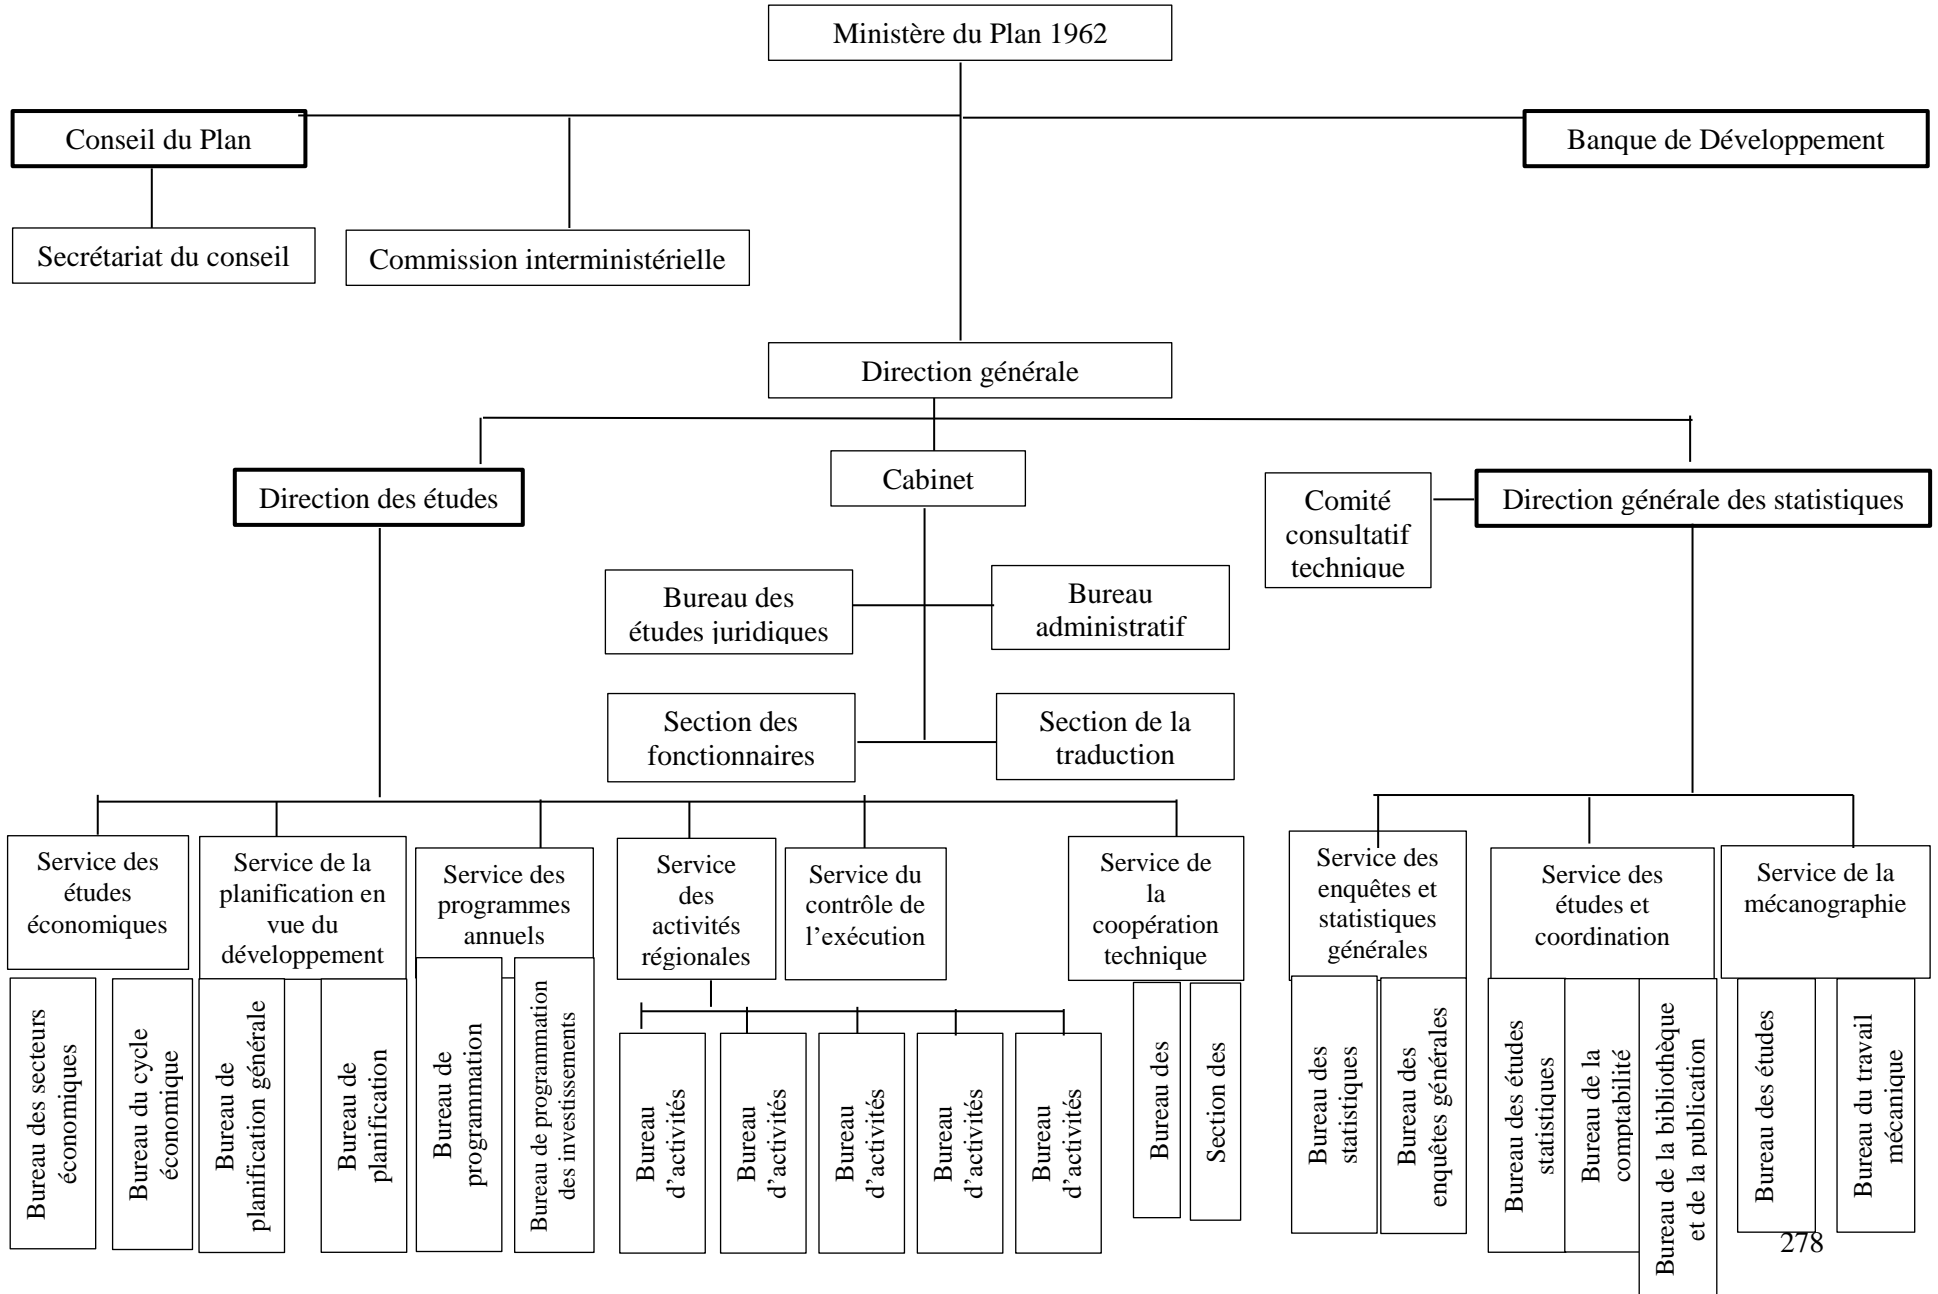 Ministère du Plan 1962
Conseil du Plan
Banque de Développement
Secrétariat du conseil
Commission interministérielle
Direction générale
Direction des études
Cabinet
Comité
consultatif
technique
Direction générale des statistiques
Bureau des
études juridiques
Bureau
administratif
Section des
fonctionnaires
Section de la
traduction
Service des
études
économiques
Service de la
planification en
vue du
développement
Service des
programmes
annuels
Service
des
activités
régionales
Service du
contrôle de
l’exécution
Service de
la
coopération
technique
Service des
enquêtes et
statistiques
générales
Service des
études et
coordination
Service de la
mécanographie
Bureau des secteurs
économiques
Bureau du cycle
économique
Bureau de
planification générale
Bureau de
planification
Bureau de
programmation
Bureau de programmation
des investissements
Bureau
d’activités
Bureau
d’activités
Bureau
d’activités
Bureau
d’activités
Bureau
d’activités
Bureau des
Section des
Bureau des
statistiques
Bureau des
enquêtes générales
Bureau des études
statistiques
Bureau de la
comptabilité
Bureau de la bibliothèque
et de la publication
Bureau des études
Bureau du travail
mécanique
278